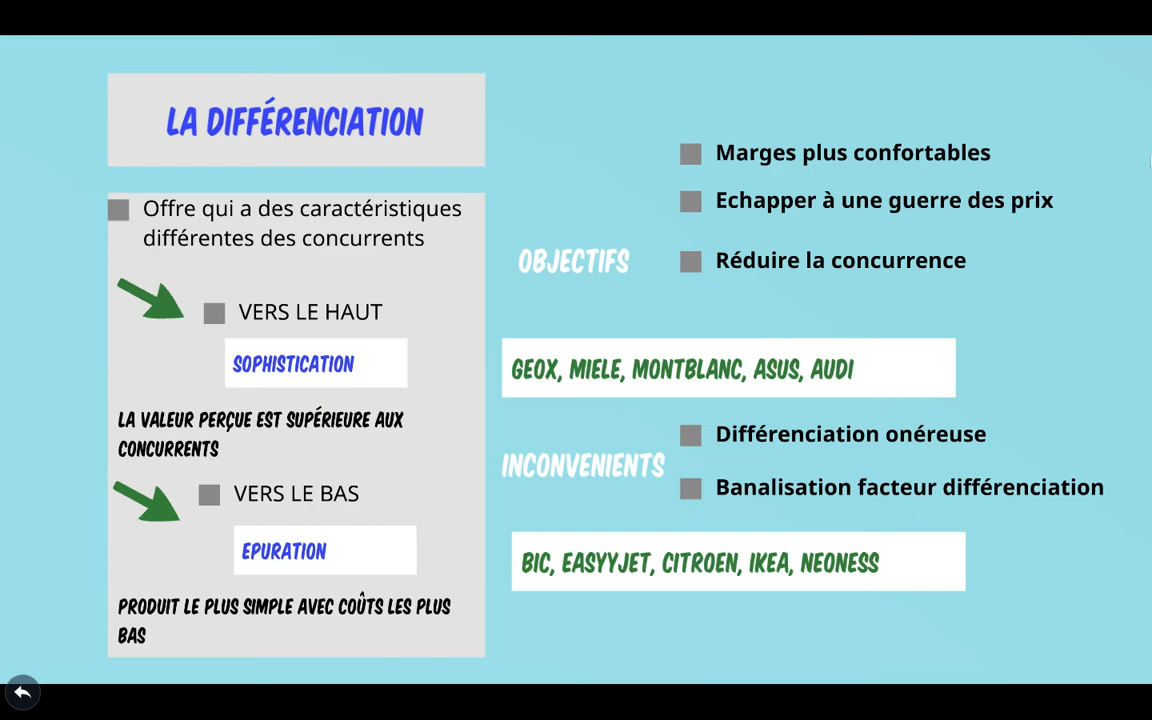 LA DIFFÉRENCIATION
Offre qui a des caractéristiques
différentes des concurrents
VERS LE HAUT
SOPHISTICATION
LA VALEUR PERÇUE EST SUPÉRIEURE AUX
CONCURRENTS
VERS LE BAS
EPURATION
PRODUIT LE PLUS SIMPLE AVEC COÛTS LES PLUS
BAS
OBJECTIFS
Marges plus confortables
Echapper à une guerre des prix
Réduire la concurrence
GEOX, MIELE, MONTBLANC, ASUS, AUDI
INCONVENIENTS
Différenciation onéreuse
Banalisation facteur différenciation
BIC, EASYYJET, CITROEN, IKEA, NEONESS